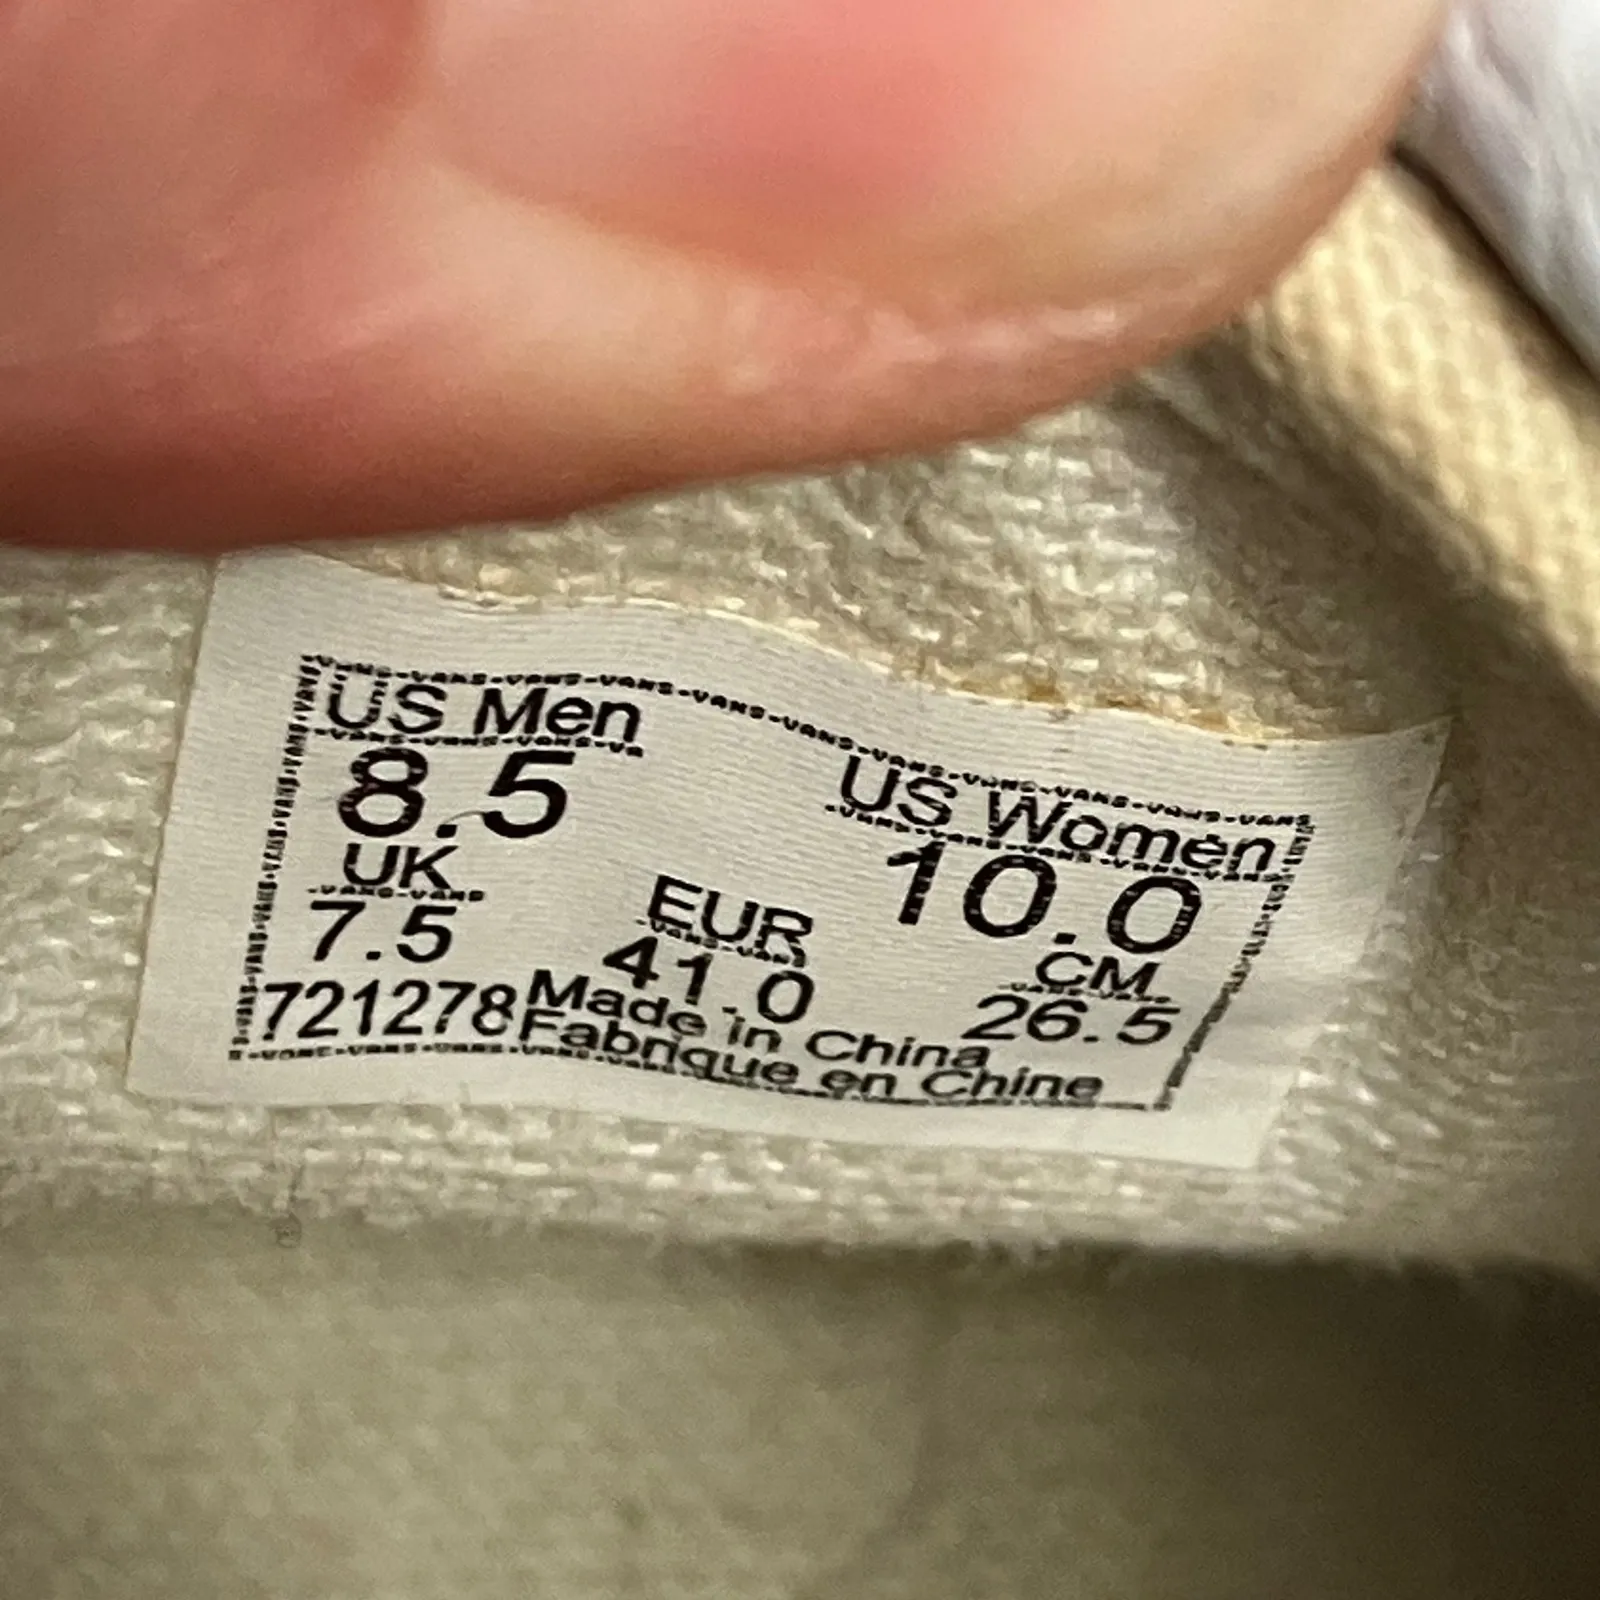 US Men
8.5
US Women
10.0
UK
7.5
EUR
41.0
CM
26.5
721278
Made in China
Fabrique en Chine